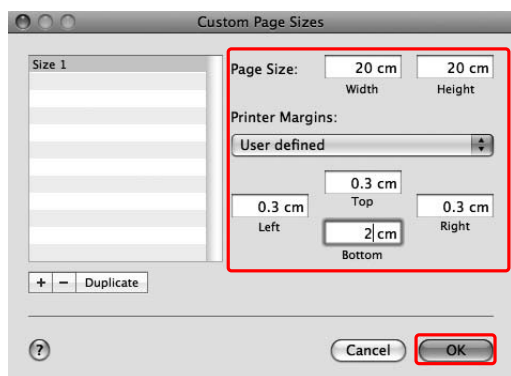 Custom Page Sizes
Size 1
Page Size:
20 cm
20 cm
Width
Height
Printer Margins:
User defined
0.3 cm
Top
0.3 cm
Left
0.3 cm
Right
2 cm
Bottom
+ − Duplicate
? Cancel OK